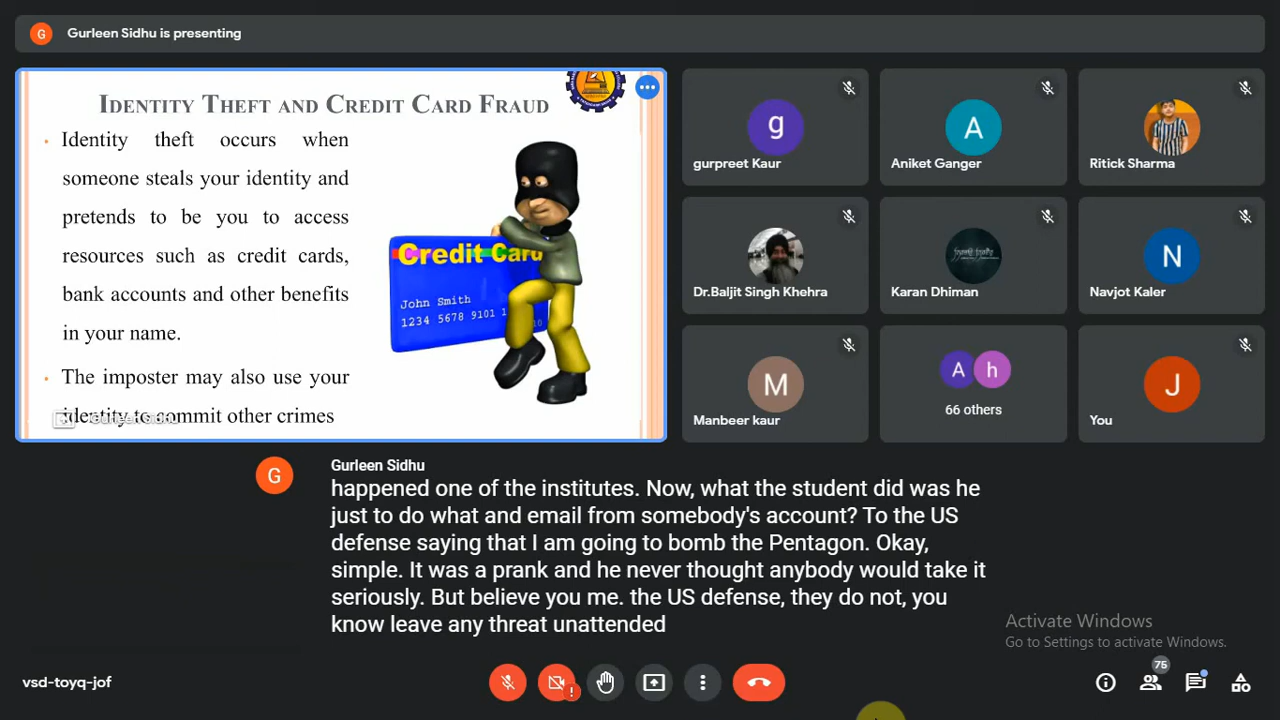 G
Gurleen Sidhu is presenting
IDENTITY THEFT AND CREDIT CARD FRAUD
• Identity theft occurs when
someone steals your identity and
pretends to be you to access
resources such as credit cards,
bank accounts and other benefits
in your name.
• The imposter may also use your
identity to commit other crimes
Gurleen Sidhu
Credit Card
John Smith
1234 5678 9101 1
10
g
gurpreet Kaur
A
Aniket Ganger
Ritick Sharma
Dr.Baljit Singh Khehra
Karan Dhiman
N
Navjot Kaler
M
Manbeer kaur
A h
66 others
J
You
G
Gurleen Sidhu
happened one of the institutes. Now, what the student did was he
just to do what and email from somebody's account? To the US
defense saying that I am going to bomb the Pentagon. Okay,
simple. It was a prank and he never thought anybody would take it
seriously. But believe you me. the US defense, they do not, you
know leave any threat unattended
Activate Windows
Go to Settings to activate Windows.
vsd-toyq-jof
!
75